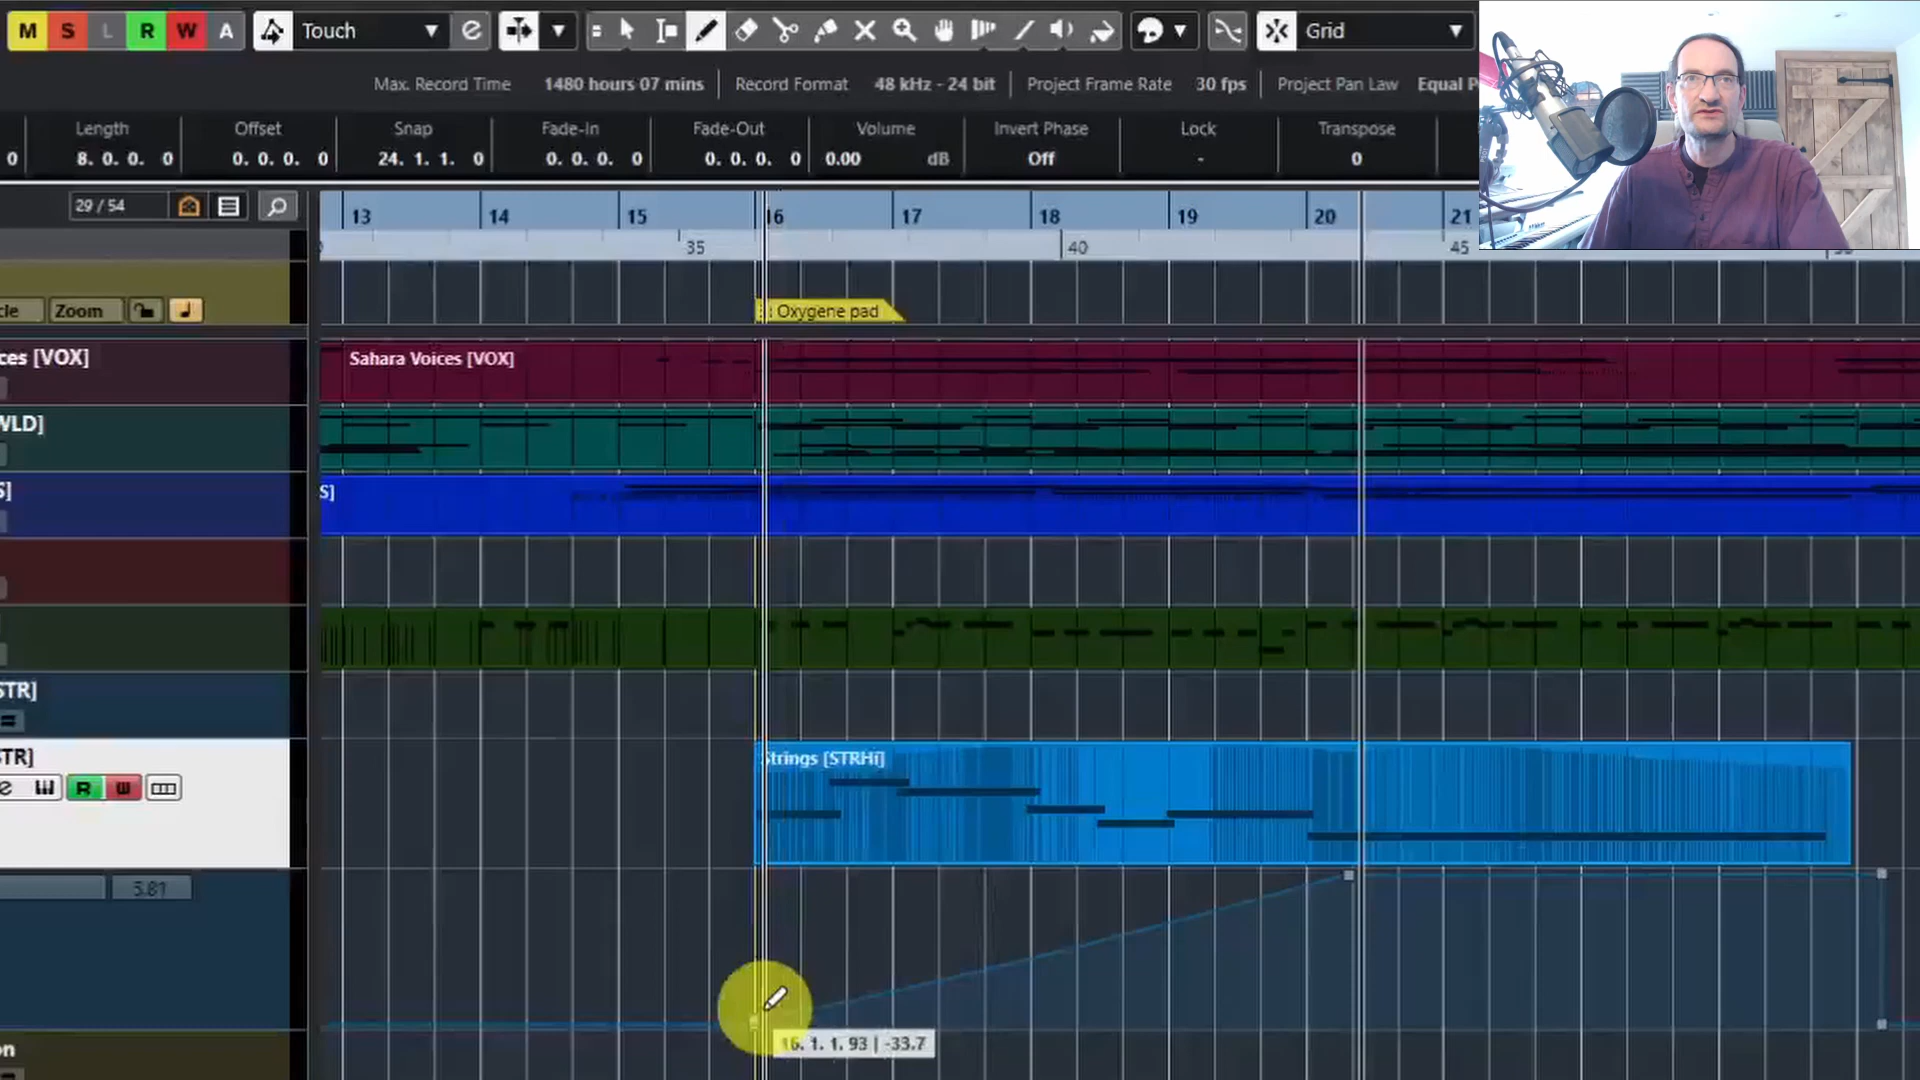 M S L R W A Touch Grid
Max. Record Time 1480 hours 07 mins Record Format 48 kHz - 24 bit Project Frame Rate 30 fps Project Pan Law Equal P
Length Offset Snap Fade-In Fade-Out Volume Invert Phase Lock Transpose
0 8. 0. 0. 0 0. 0. 0. 0 24. 1. 1. 0 0. 0. 0. 0 0. 0. 0. 0 0.00 dB Off - 0
29 / 54
13 14 15 16 17 18 19 20 21
35 40 45
cle Zoom
Oxygene pad
ces [VOX]
Sahara Voices [VOX]
WLD]
S]
S]
STR]
STR]
Strings [STRHi]
e R W
5.81
16. 1. 1. 93 | -33.7
on